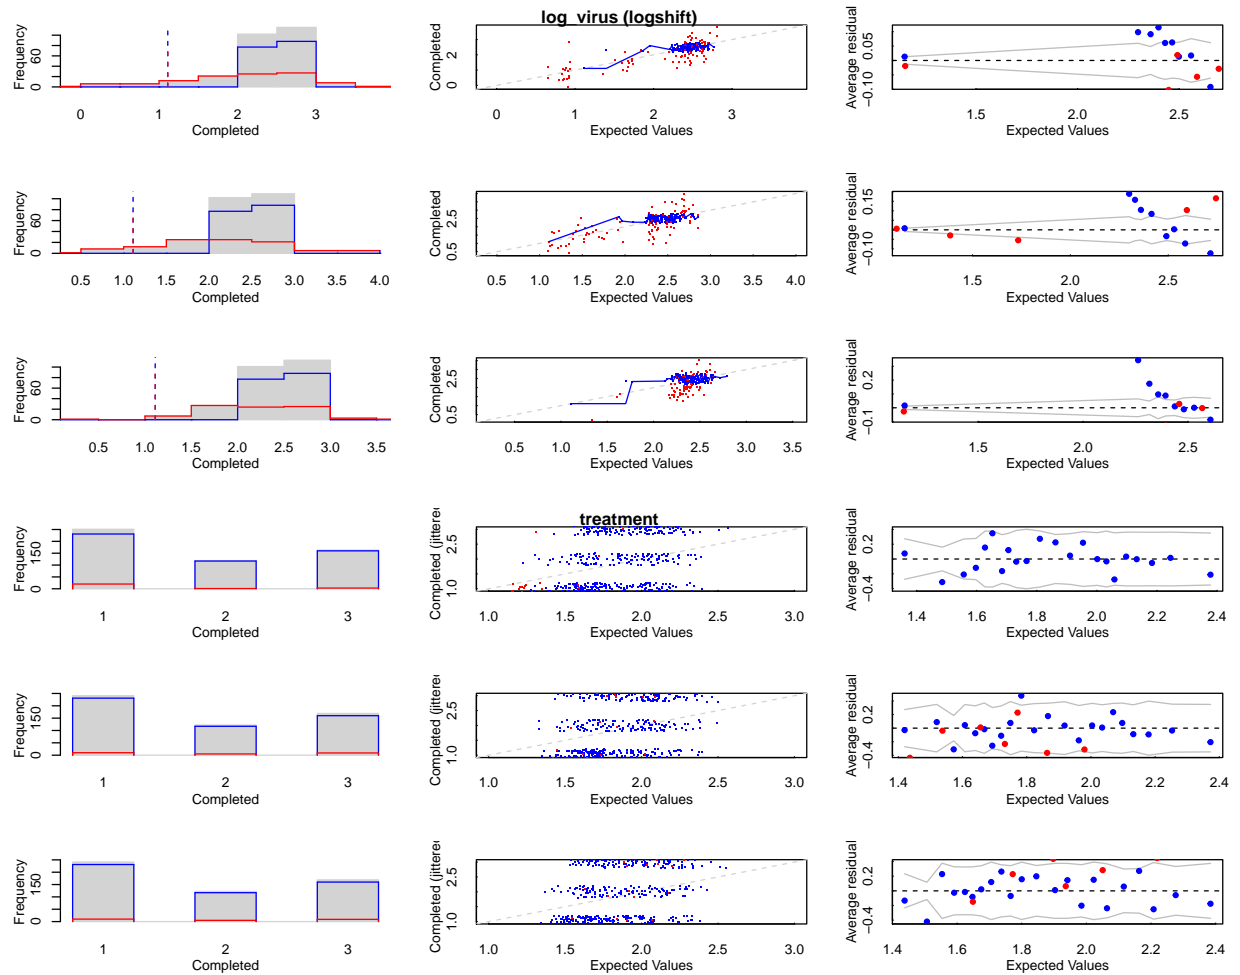 log_virus (logshift)
Frequency
0 60
0 1 2 3
Completed
Completed
0 2
0 1 2 3
Expected Values
Average residual
−0.10 0.05
1.5 2.0 2.5
Expected Values
Frequency
0 60
0.5 1.0 1.5 2.0 2.5 3.0 3.5 4.0
Completed
Completed
0.5 2.5
0.5 1.0 1.5 2.0 2.5 3.0 3.5 4.0
Expected Values
Average residual
−0.10 0.15
1.5 2.0 2.5
Expected Values
Frequency
0 60
0.5 1.0 1.5 2.0 2.5 3.0 3.5
Completed
Completed
0.5 2.5
0.5 1.0 1.5 2.0 2.5 3.0 3.5
Expected Values
Average residual
−0.1 0.2
1.5 2.0 2.5
Expected Values
treatment
Frequency
0 150
1 2 3
Completed
Completed (jittere
1.0 2.5
1.0 1.5 2.0 2.5 3.0
Expected Values
Average residual
−0.4 0.2
1.4 1.6 1.8 2.0 2.2 2.4
Expected Values
Frequency
0 150
1 2 3
Completed
Completed (jittere
1.0 2.5
1.0 1.5 2.0 2.5 3.0
Expected Values
Average residual
−0.4 0.2
1.4 1.6 1.8 2.0 2.2 2.4
Expected Values
Frequency
0 150
1 2 3
Completed
Completed (jittere
1.0 2.5
1.0 1.5 2.0 2.5 3.0
Expected Values
Average residual
−0.4 0.2
1.4 1.6 1.8 2.0 2.2 2.4
Expected Values